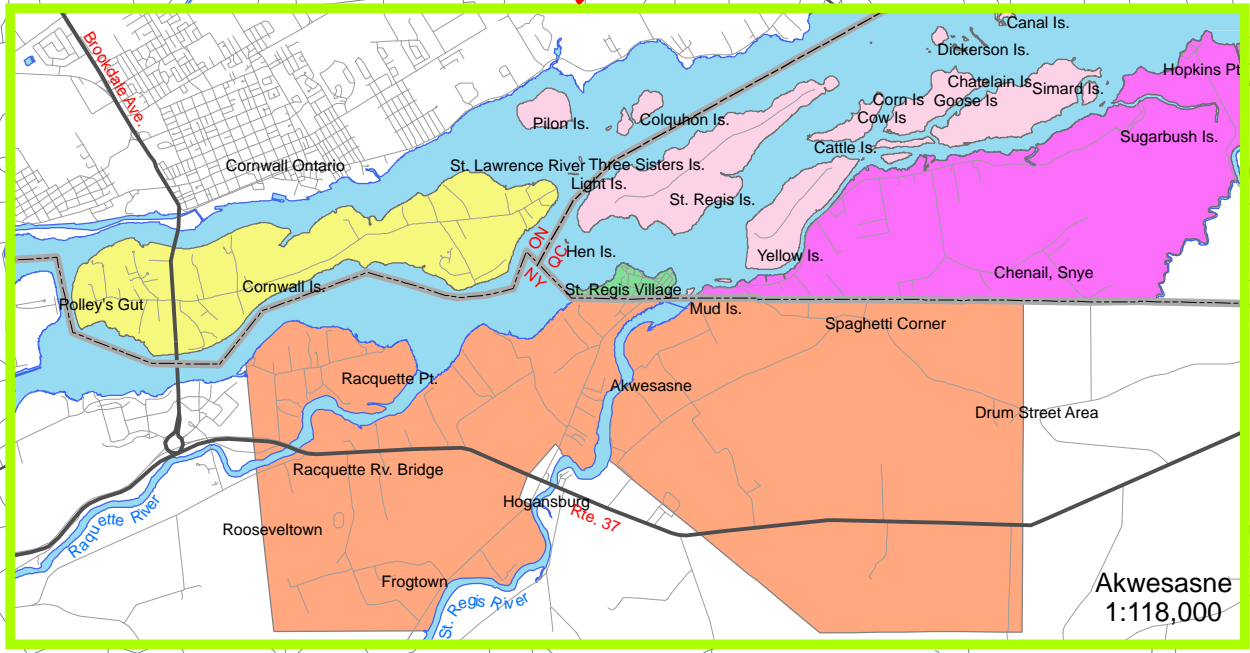 Canal Is.
Brookdale Ave.
Dickerson Is.
Hopkins Pt
Chatelain Is.
Simard Is.
Corn Is
Goose Is
Cow Is
Pilon Is.
Colquhon Is.
Sugarbush Is.
Cattle Is.
Cornwall Ontario
St. Lawrence River
Three Sisters Is.
Light Is.
St. Regis Is.
ON
QC
NY
Hen Is.
Yellow Is.
Chenail, Snye
Cornwall Is.
St. Regis Village
Polley's Gut
Mud Is.
Spaghetti Corner
Racquette Pt.
Akwesasne
Drum Street Area
Racquette Rv. Bridge
Hogansburg
Rte. 37
Raquette River
Rooseveltown
Frogtown
St. Regis River
Akwesasne
1:118,000